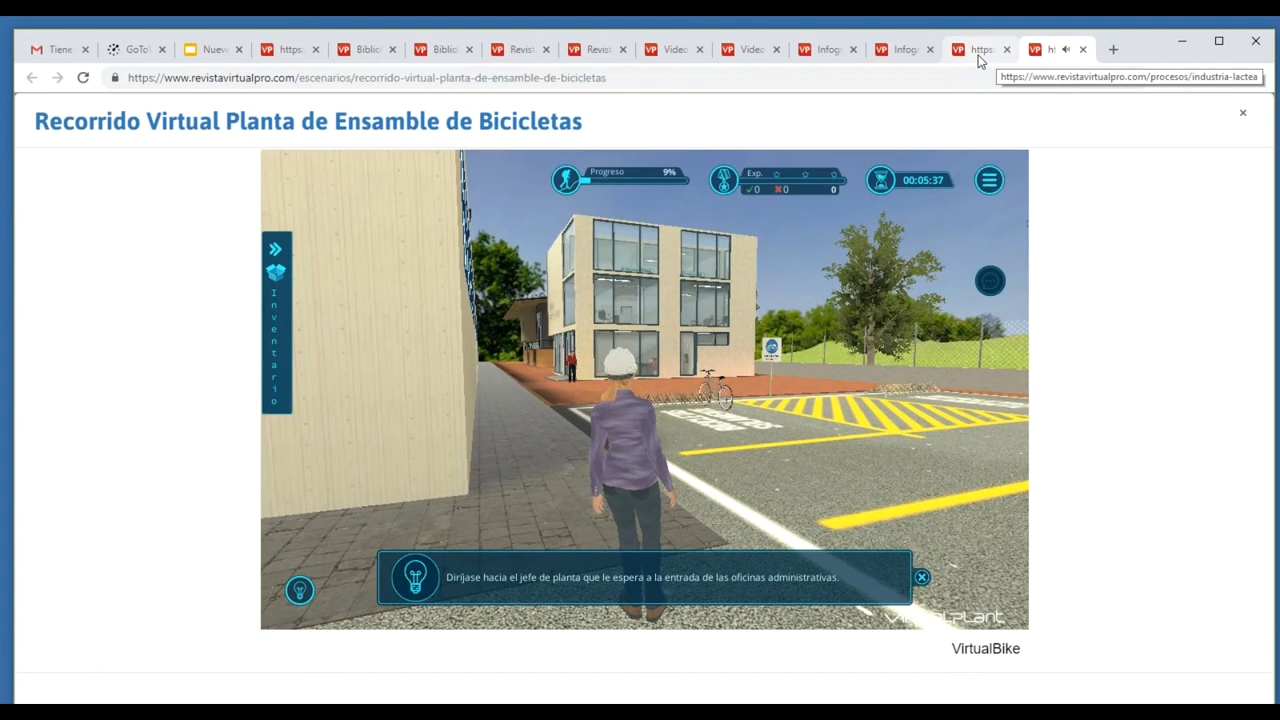 Tiene
GoTo
Nueva
https:
Biblio
Biblio
Revist
Revist
Video
Video
Infog
Infog
https:
ht
https://www.revistavirtualpro.com/escenarios/recorrido-virtual-planta-de-ensamble-de-bicicletas
https://www.revistavirtualpro.com/procesos/industria-lactea
Recorrido Virtual Planta de Ensamble de Bicicletas
Progreso 9%
Exp.
0 0 0
00:05:37
Inventario
Diríjase hacia el jefe de planta que le espera a la entrada de las oficinas administrativas.
VirtualBike